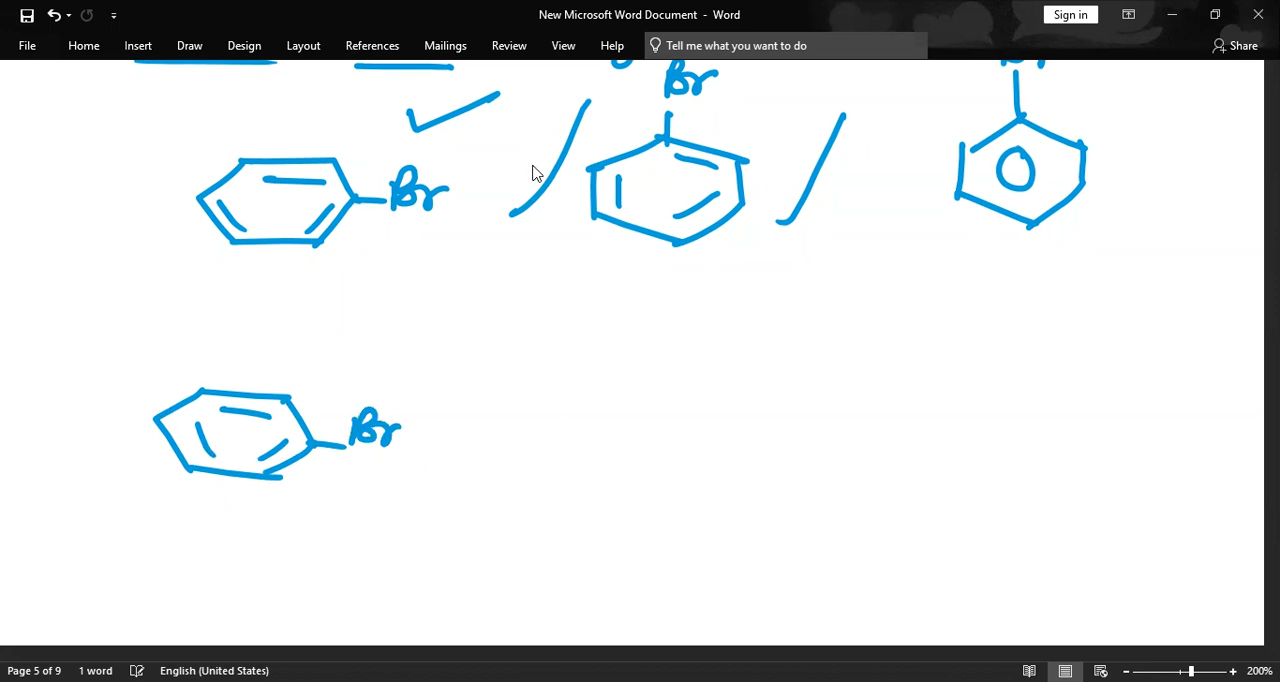 New Microsoft Word Document - Word
Sign in
File Home Insert Draw Design Layout References Mailings Review View Help Tell me what you want to do Share
Br
Br
Br
Page 5 of 9 1 word English (United States) 200%